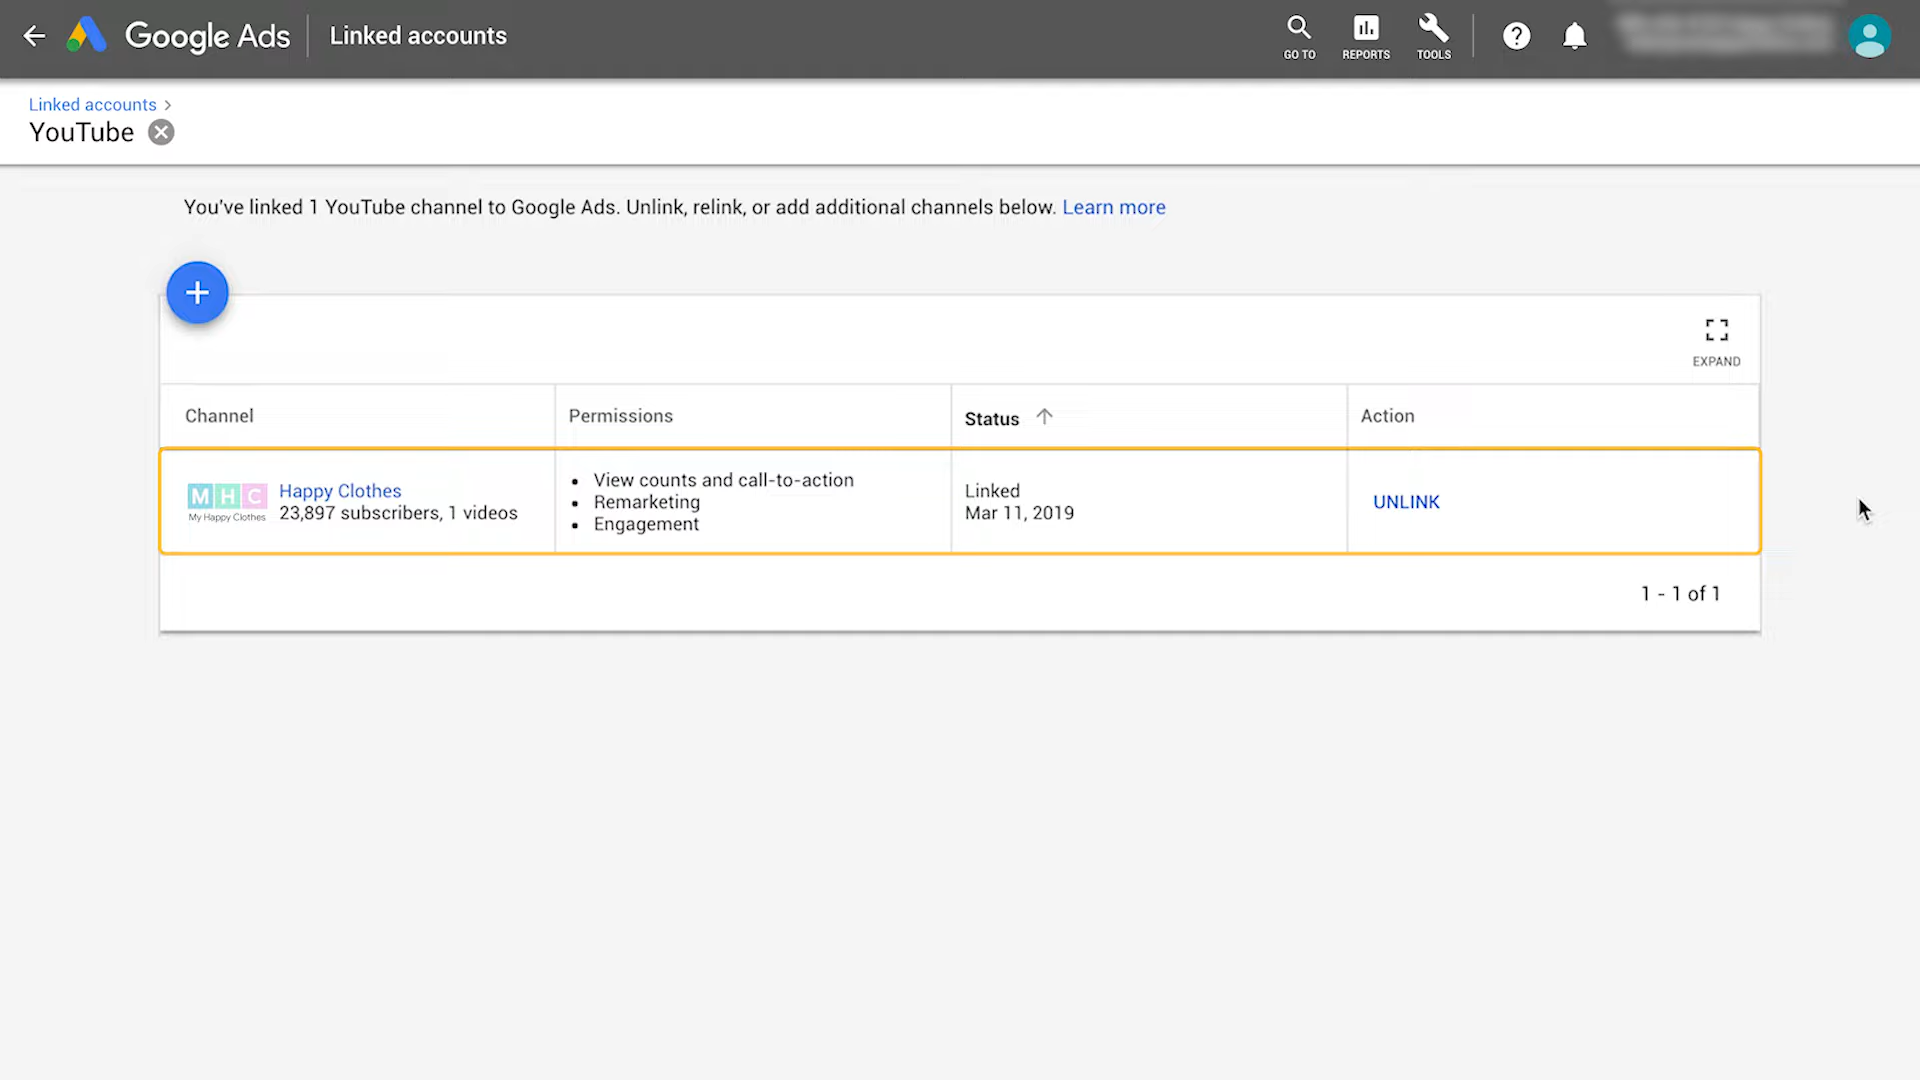 Google Ads
Linked accounts
GO TO
REPORTS
TOOLS
Linked accounts
YouTube
You've linked 1 YouTube channel to Google Ads. Unlink, relink, or add additional channels below. Learn more
EXPAND
Channel
Permissions
Status
Action
MHC
My Happy Clothes
Happy Clothes
23,897 subscribers, 1 videos
View counts and call-to-action
Remarketing
Engagement
Linked
Mar 11, 2019
UNLINK
1 - 1 of 1